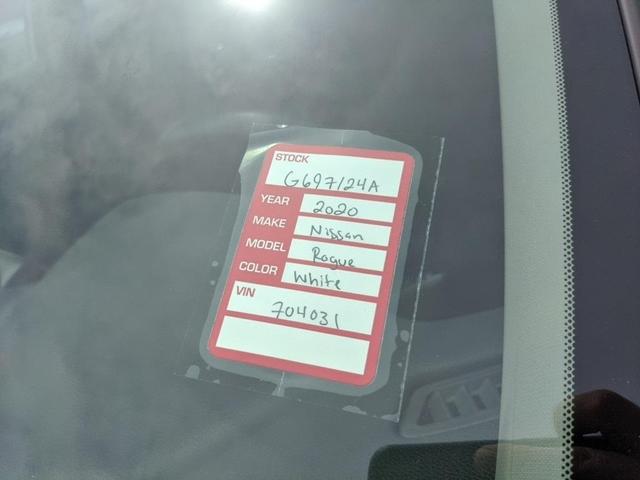 STOCK
G697124A
YEAR 2020
MAKE Nissan
MODEL Rogue
COLOR White
VIN
704031